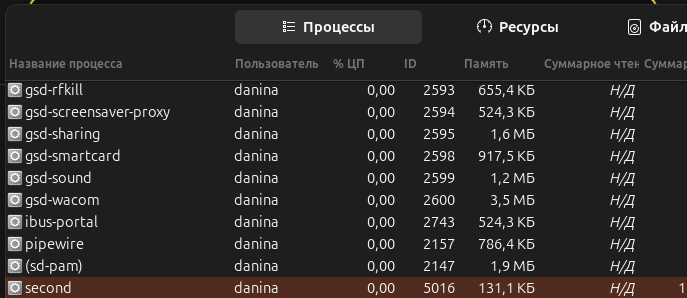 Процессы Ресурсы Файл
Название процесса Пользователь % ЦП ID Память Суммарное чтен Суммар
gsd-rfkill danina 0,00 2593 655,4 КБ Н/Д
gsd-screensaver-proxy danina 0,00 2594 524,3 КБ Н/Д
gsd-sharing danina 0,00 2595 1,6 МБ Н/Д
gsd-smartcard danina 0,00 2598 917,5 КБ Н/Д
gsd-sound danina 0,00 2599 1,2 МБ Н/Д
gsd-wacom danina 0,00 2600 3,5 МБ Н/Д
ibus-portal danina 0,00 2743 524,3 КБ Н/Д
pipewire danina 0,00 2157 786,4 КБ Н/Д
(sd-pam) danina 0,00 2147 1,9 МБ Н/Д
second danina 0,00 5016 131,1 КБ Н/Д 1